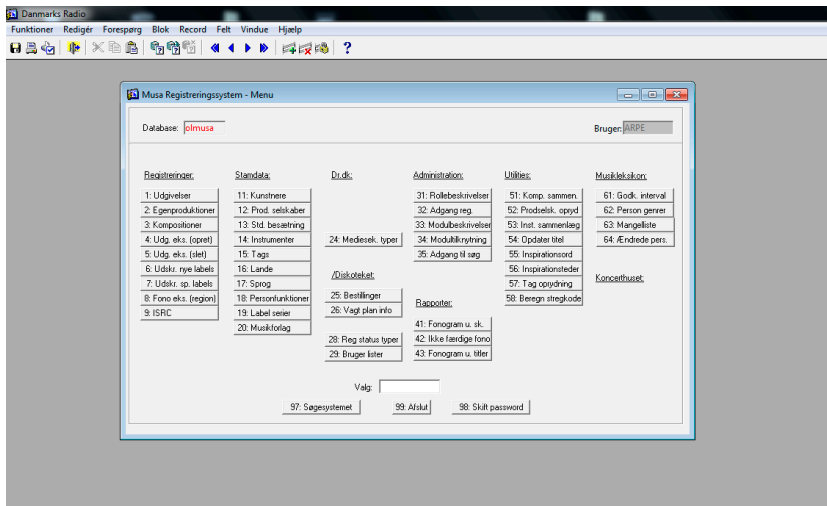 Danmarks Radio
Funktioner Redigér Forespørg Blok Record Felt Vindue Hjælp
Musa Registreringssystem - Menu
Database: olmusa
Bruger: ARPE
Registreringer:
1: Udgivelser
2: Egenproduktioner
3: Kompositioner
4: Udg. eks. (opret)
5: Udg. eks. (slet)
6: Udskr. nye labels
7: Udskr. sp. labels
8: Fono eks. (region)
9: ISRC
Stamdata:
11: Kunstnere
12: Prod. selskaber
13: Std. besætning
14: Instrumenter
15: Tags
16: Lande
17: Sprog
18: Personfunktioner
19: Label serier
20: Musikforlag
Dr.dk:
24: Mediesek. typer
/Diskoteket:
25: Bestillinger
26: Vagt plan info
28: Reg status typer
29: Bruger lister
Administration:
31: Rollebeskrivelser
32: Adgang reg.
33: Modulbeskrivelser
34: Modultilknytning
35: Adgang til søg
Rapporter:
41: Fonogram u. sk.
42: Ikke færdige fono
43: Fonogram u. titler
Utilities:
51: Komp. sammen.
52: Prodselsk. opryd
53: Inst. sammenlæg
54: Opdater titel
55: Inspirationsord
56: Inspirationsteder
57: Tag oprydning
58: Beregn stregkode
Musikleksikon:
61: Godk. interval
62: Person genrer
63: Mangelliste
64: Ændrede pers.
Koncerthuset:
Valg:
97: Søgesystemet
99: Afslut
98: Skift password